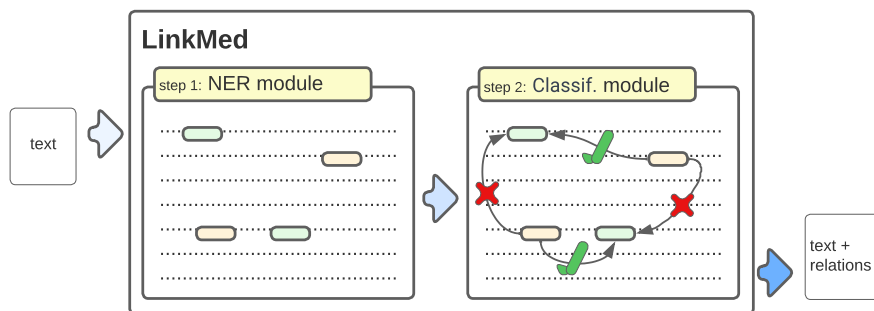 LinkMed
step 1: NER module
step 2: Classif. module
text
text +
relations